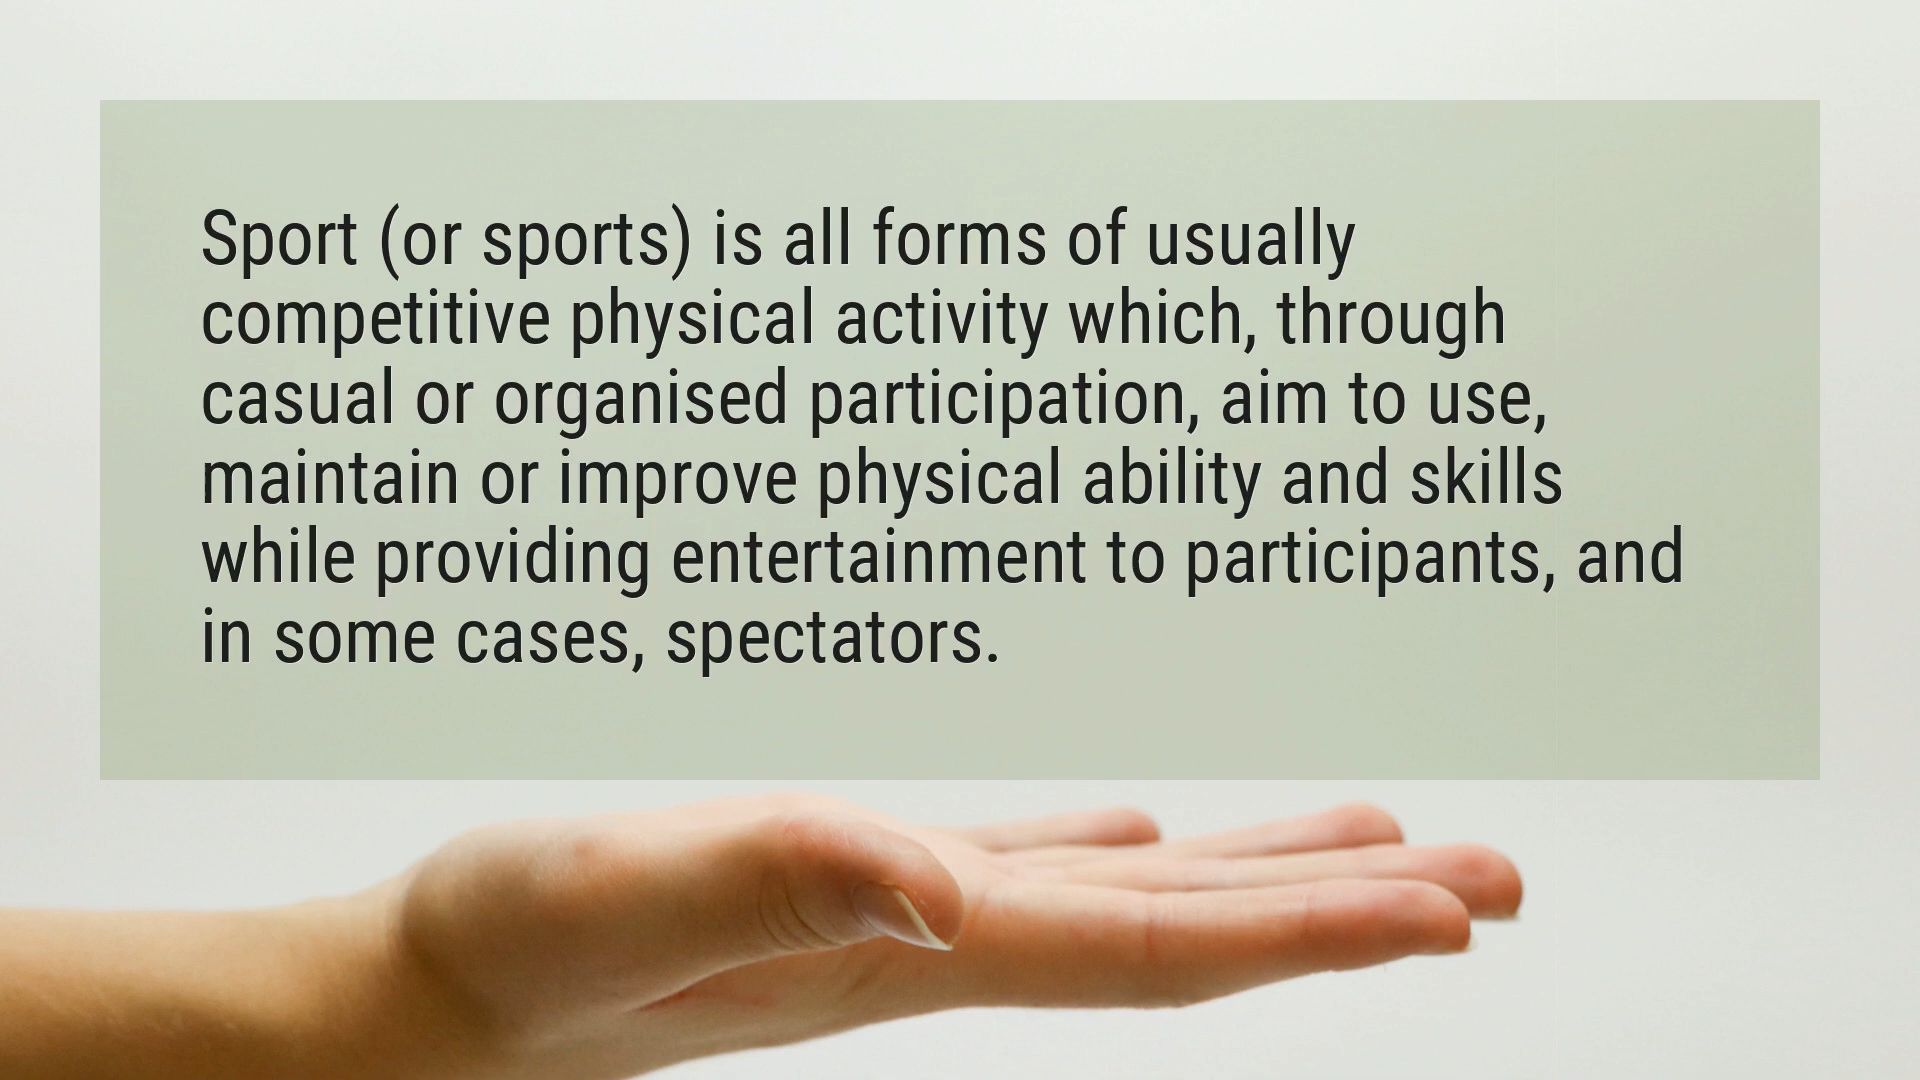 Sport (or sports) is all forms of usually
competitive physical activity which, through
casual or organised participation, aim to use,
maintain or improve physical ability and skills
while providing entertainment to participants, and
in some cases, spectators.